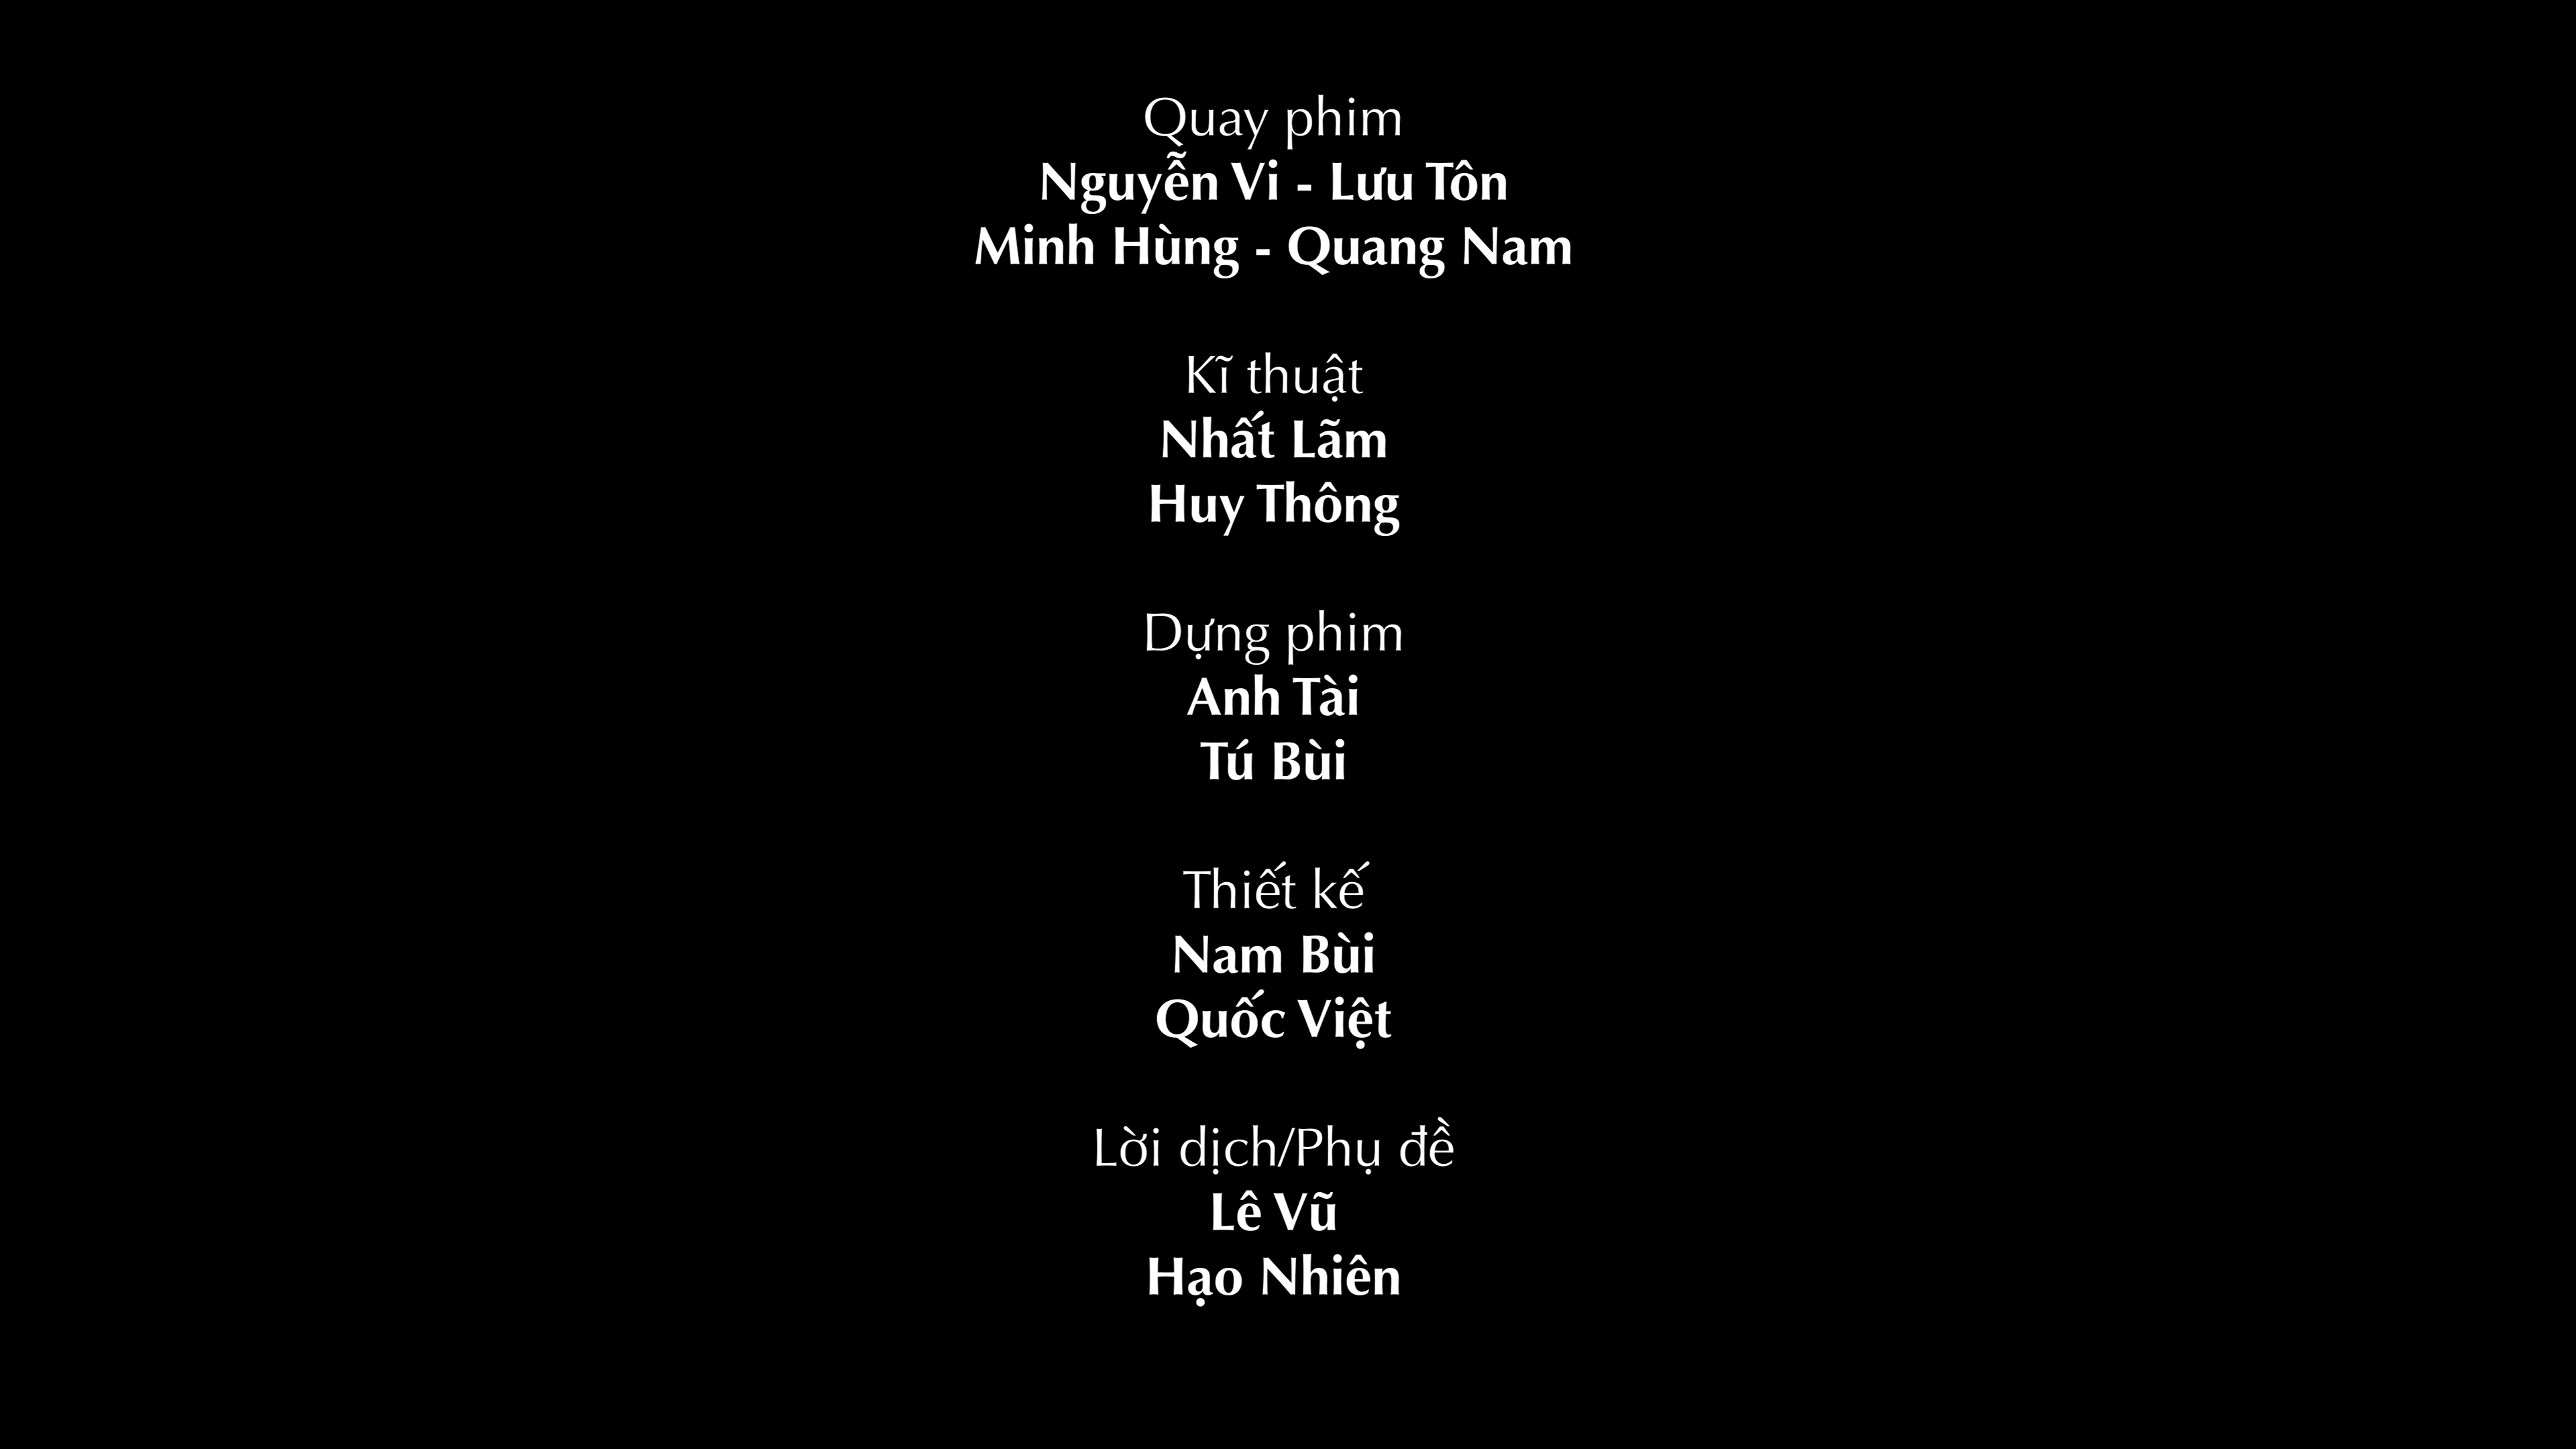 Quay phim
Nguyễn Vi - Lưu Tôn
Minh Hùng - Quang Nam
Kĩ thuật
Nhất Lãm
Huy Thông
Dựng phim
Anh Tài
Tú Bùi
Thiết kế
Nam Bùi
Quốc Việt
Lời dịch/Phụ đề
Lê Vũ
Hạo Nhiên